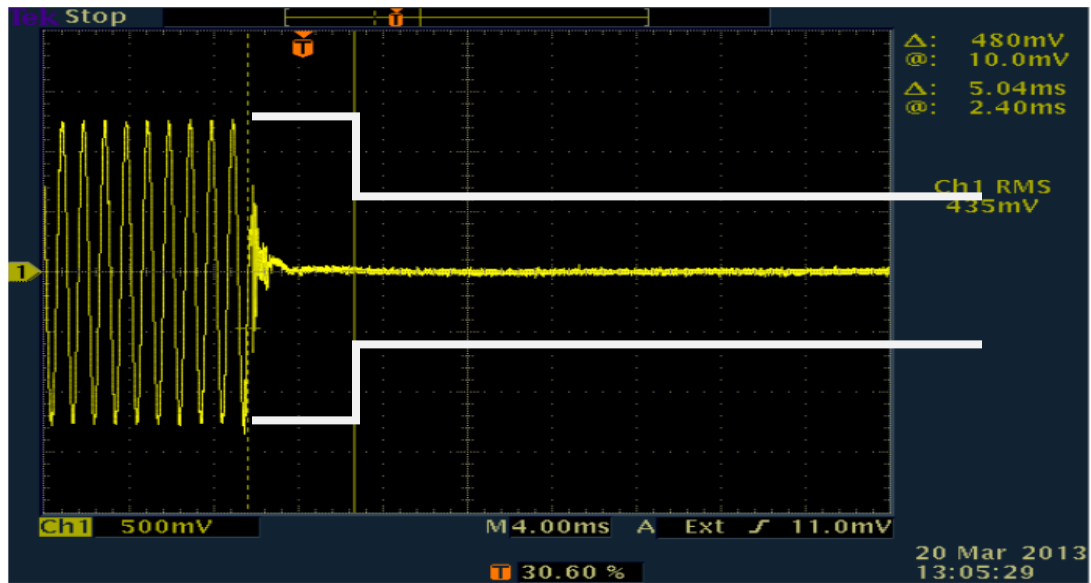 Tek Stop
T
T
Δ: 480mV
@: 10.0mV
Δ: 5.04ms
@: 2.40ms
Ch1 RMS
435mV
1
Ch1 500mV M 4.00ms A Ext ƒ 11.0mV
T 30.60 %
20 Mar 2013
13:05:29